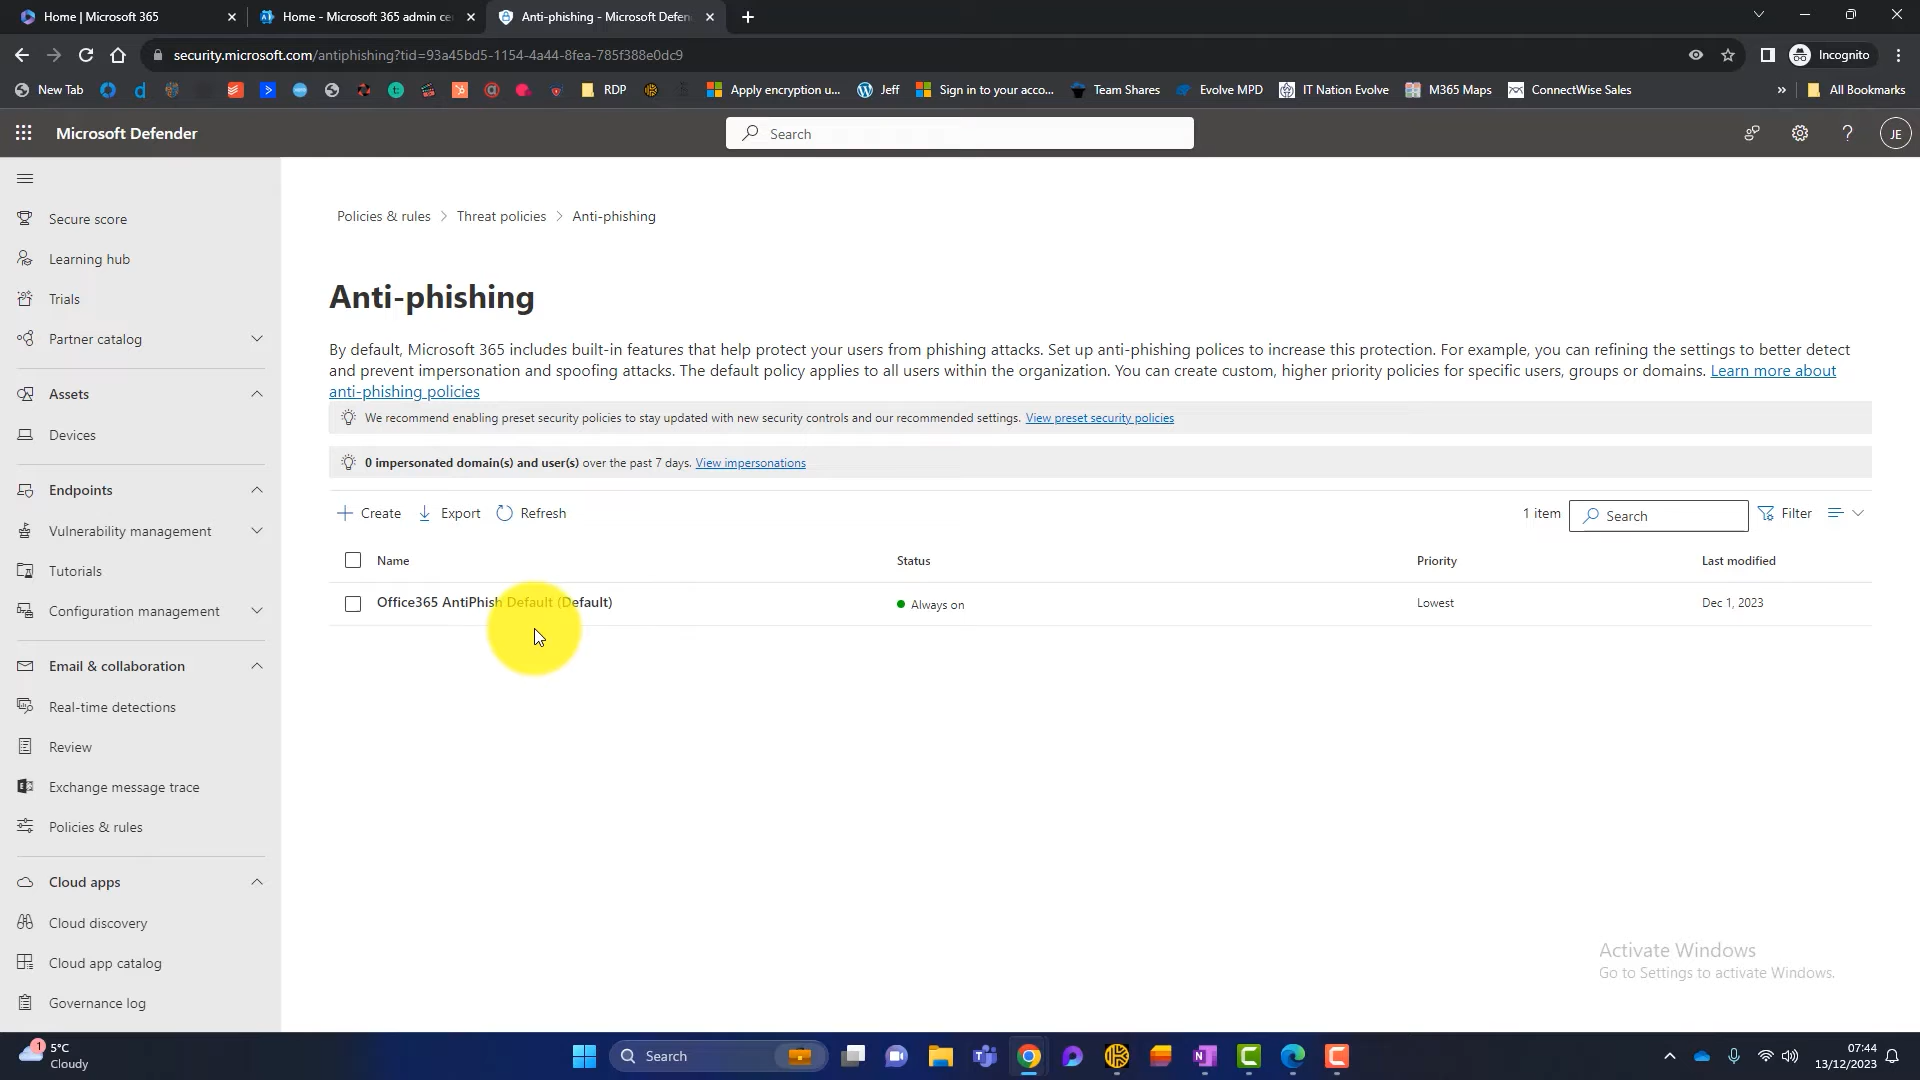 Home | Microsoft 365
Home - Microsoft 365 admin ce
Anti-phishing - Microsoft Defen
security.microsoft.com/antiphishing?tid=93a45bd5-1154-4a44-8fea-785f388e0dc9
Incognito
New Tab
RDP
Apply encryption u...
Jeff
Sign in to your acco...
Team Shares
Evolve MPD
IT Nation Evolve
M365 Maps
ConnectWise Sales
»
All Bookmarks
Microsoft Defender
Search
JE
Secure score
Learning hub
Trials
Partner catalog
Assets
Devices
Endpoints
Vulnerability management
Tutorials
Configuration management
Email & collaboration
Real-time detections
Review
Exchange message trace
Policies & rules
Cloud apps
Cloud discovery
Cloud app catalog
Governance log
Policies & rules > Threat policies > Anti-phishing
Anti-phishing
By default, Microsoft 365 includes built-in features that help protect your users from phishing attacks. Set up anti-phishing polices to increase this protection. For example, you can refining the settings to better detect
and prevent impersonation and spoofing attacks. The default policy applies to all users within the organization. You can create custom, higher priority policies for specific users, groups or domains. Learn more about
anti-phishing policies
We recommend enabling preset security policies to stay updated with new security controls and our recommended settings. View preset security policies
0 impersonated domain(s) and user(s) over the past 7 days. View impersonations
Create
Export
Refresh
1 item
Search
Filter
Name
Status
Priority
Last modified
Office365 AntiPhish Default (Default)
Always on
Lowest
Dec 1, 2023
Activate Windows
Go to Settings to activate Windows.
1
5°C
Cloudy
Search
07:44
13/12/2023